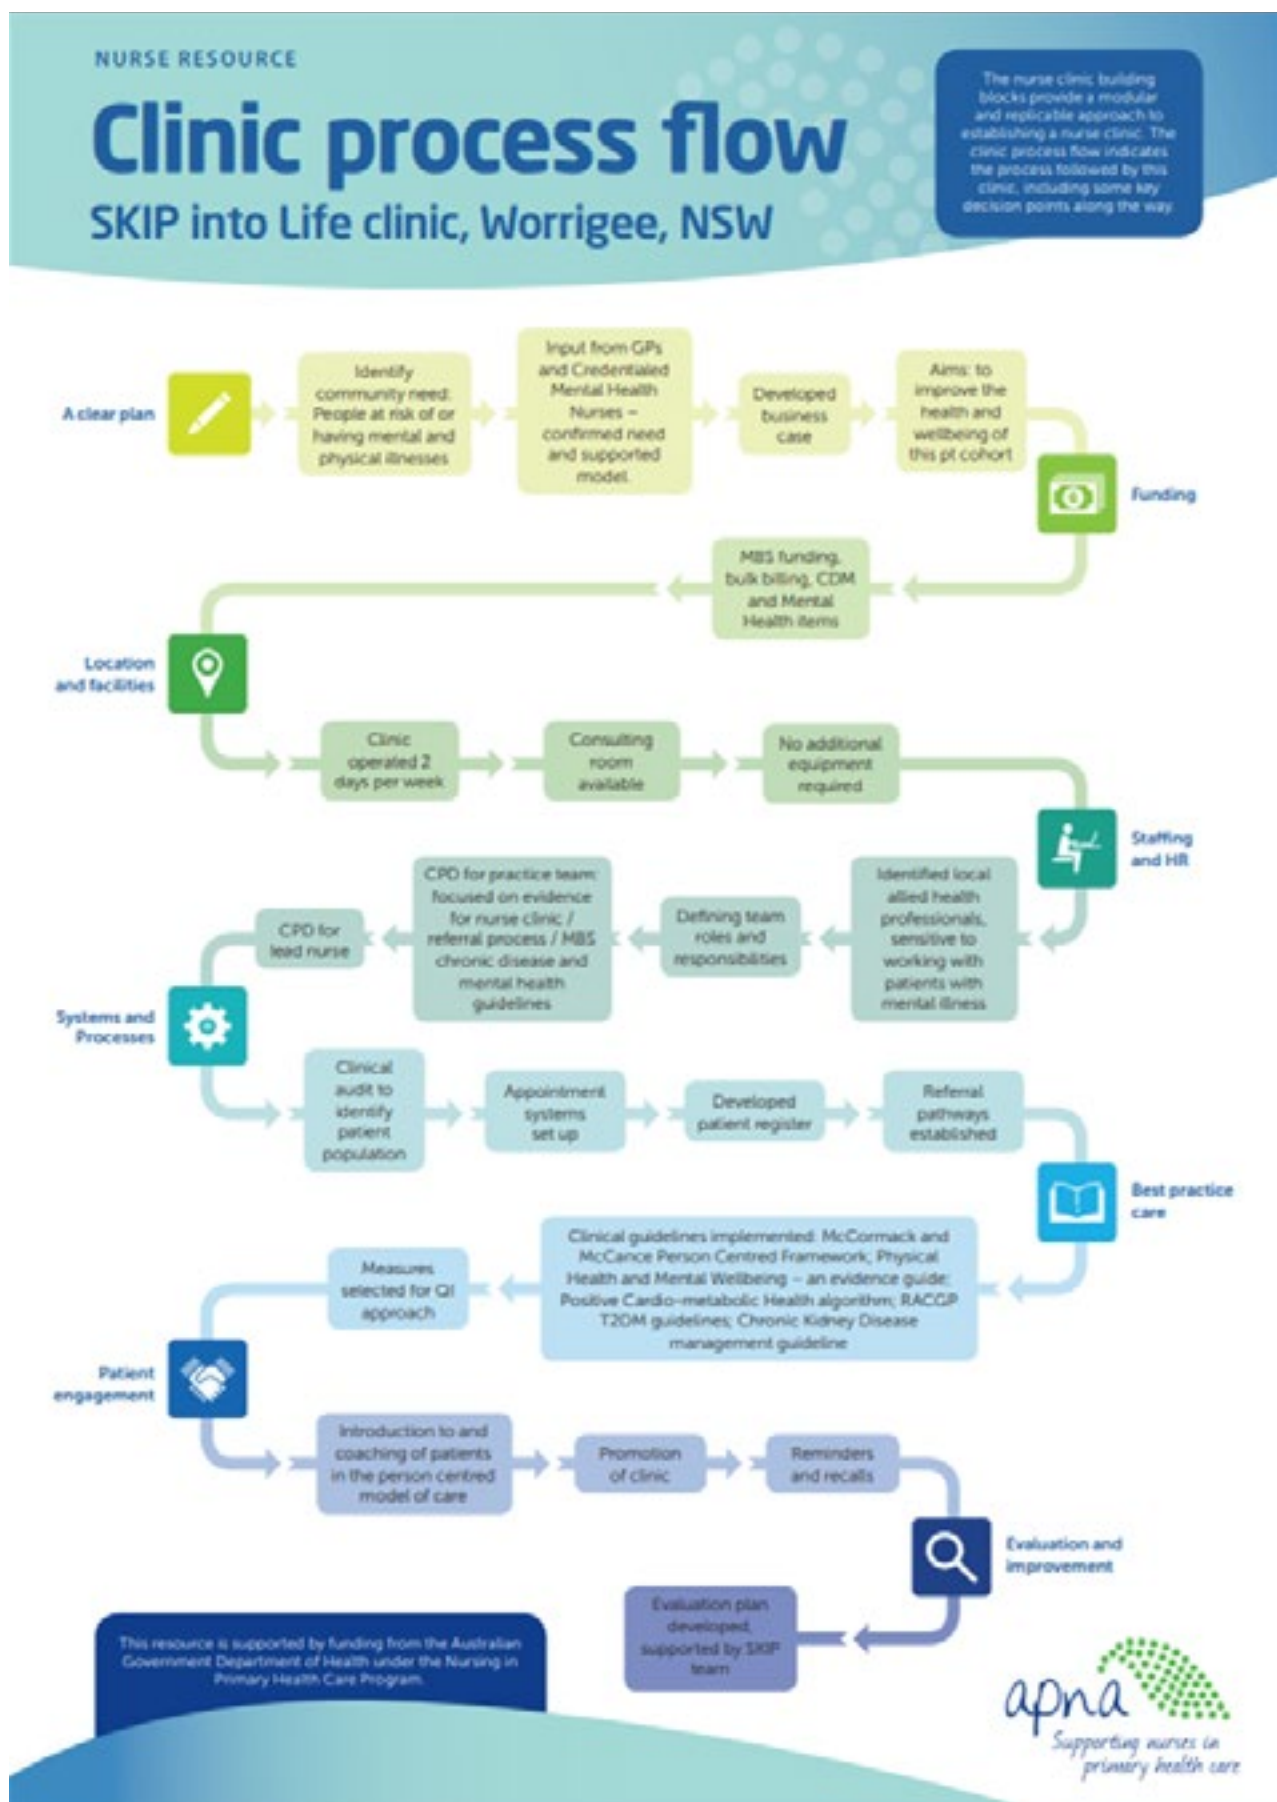 NURSE RESOURCE
Clinic process flow
SKIP into Life clinic, Worrigee, NSW
The nurse clinic building
blocks provide a modular
and replicable approach to
establishing a nurse clinic. The
clinic process flow indicates
the process followed by this
clinic, including some key
decision points along the way.
A clear plan
Identify
community need:
People at risk of or
having mental and
physical illnesses
Input from GPs
and Credentialed
Mental Health
Nurses –
confirmed need
and supported
model.
Developed
business
case
Aims: to
improve the
health and
wellbeing of
this pt cohort
Funding
MBS funding,
bulk billing, CDM
and Mental
Health items
Location
and facilities
Clinic
operated 2
days per week
Consulting
room
available
No additional
equipment
required
Staffing
and HR
Identified local
allied health
professionals,
sensitive to
working with
patients with
mental illness
Defining team
roles and
responsibilities
CPD for practice team:
focused on evidence
for nurse clinic /
referral process / MBS
chronic disease and
mental health
guidelines
CPD for
lead nurse
Systems and
Processes
Clinical
audit to
identify
patient
population
Appointment
systems
set up
Developed
patient register
Referral
pathways
established
Best practice
care
Clinical guidelines implemented: McCormack and
McCance Person Centred Framework; Physical
Health and Mental Wellbeing – an evidence guide;
Positive Cardio-metabolic Health algorithm; RACGP
T2DM guidelines; Chronic Kidney Disease
management guideline
Measures
selected for QI
approach
Patient
engagement
Introduction to and
coaching of patients
in the person centred
model of care
Promotion
of clinic
Reminders
and recalls
Evaluation and
improvement
Evaluation plan
developed,
supported by SKIP
team
This resource is supported by funding from the Australian
Government Department of Health under the Nursing in
Primary Health Care Program.
apna
Supporting nurses in
primary health care